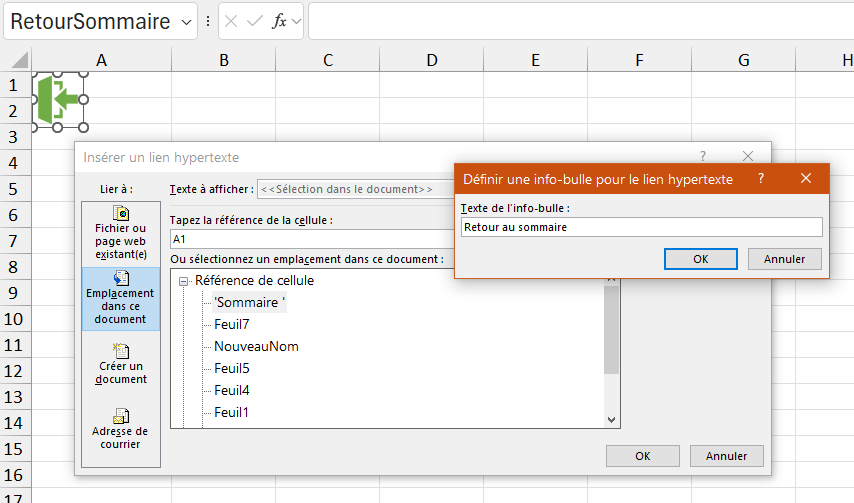 RetourSommaire
fx
A B C D E F G H
1
2
3
4
5
6
7
8
9
10
11
12
13
14
15
16
17
Insérer un lien hypertexte ?
Lier à :
Texte à afficher : <<Sélection dans le document>>
Fichier ou
page web
existant(e)
Emplacement
dans ce
document
Créer un
document
Adresse de
courrier
Tapez la référence de la cellule :
A1
Ou sélectionnez un emplacement dans ce document :
Référence de cellule
'Sommaire '
Feuil7
NouveauNom
Feuil5
Feuil4
Feuil1
OK Annuler
Définir une info-bulle pour le lien hypertexte ?
Texte de l'info-bulle :
Retour au sommaire
OK Annuler